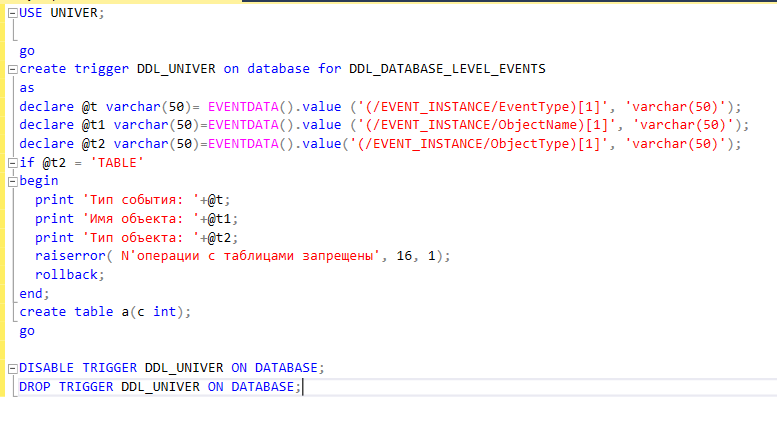 USE UNIVER;
go
create trigger DDL_UNIVER on database for DDL_DATABASE_LEVEL_EVENTS
as
declare @t varchar(50)= EVENTDATA().value ('(/EVENT_INSTANCE/EventType)[1]', 'varchar(50)');
declare @t1 varchar(50)=EVENTDATA().value ('(/EVENT_INSTANCE/ObjectName)[1]', 'varchar(50)');
declare @t2 varchar(50)=EVENTDATA().value('(/EVENT_INSTANCE/ObjectType)[1]', 'varchar(50)');
if @t2 = 'TABLE'
begin
print 'Тип события: '+@t;
print 'Имя объекта: '+@t1;
print 'Тип объекта: '+@t2;
raiserror( N'операции с таблицами запрещены', 16, 1);
rollback;
end;
create table a(c int);
go
DISABLE TRIGGER DDL_UNIVER ON DATABASE;
DROP TRIGGER DDL_UNIVER ON DATABASE;